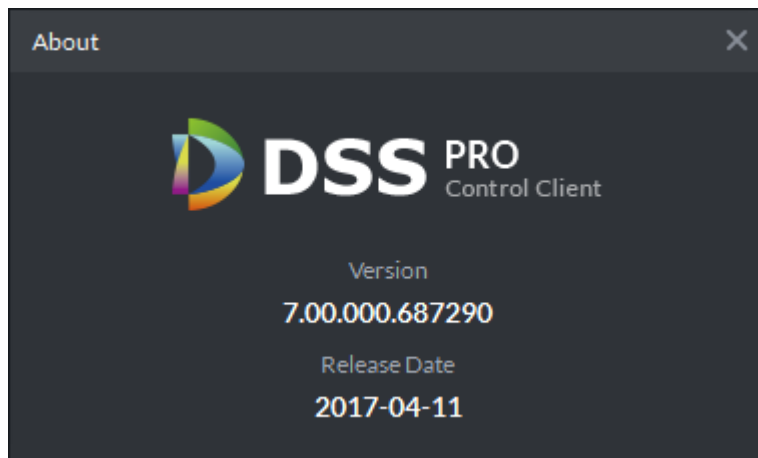 About
DSS PRO
Control Client
Version
7.00.000.687290
Release Date
2017-04-11